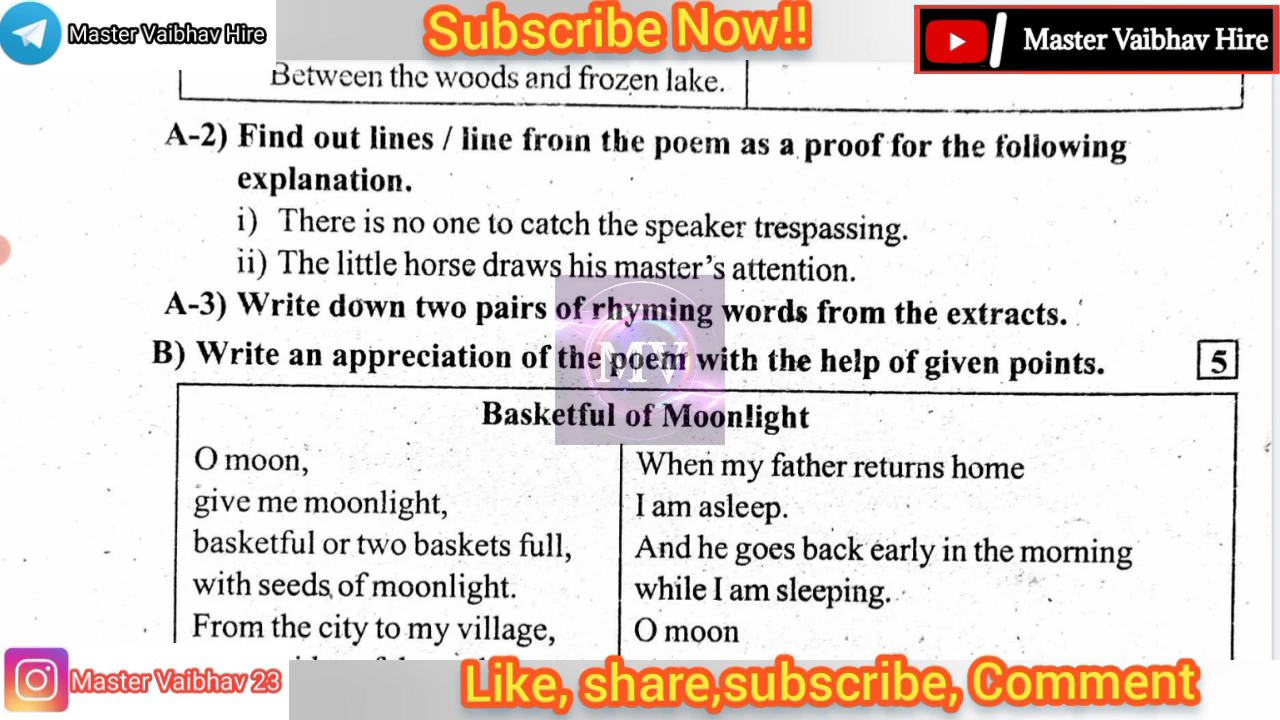 Master Vaibhav Hire
Subscribe Now!!
Master Vaibhav Hire
Between the woods and frozen lake.
A-2) Find out lines / line from the poem as a proof for the following
explanation.
i) There is no one to catch the speaker trespassing.
ii) The little horse draws his master's attention.
A-3) Write down two pairs of rhyming words from the extracts.
B) Write an appreciation of the poem with the help of given points. 5
MV
Basketful of Moonlight
O moon,
give me moonlight,
basketful or two baskets full,
with seeds of moonlight.
From the city to my village,
When my father returns home
I am asleep.
And he goes back early in the morning
while I am sleeping.
O moon
Master Vaibhav 23
Like, share,subscribe, Comment